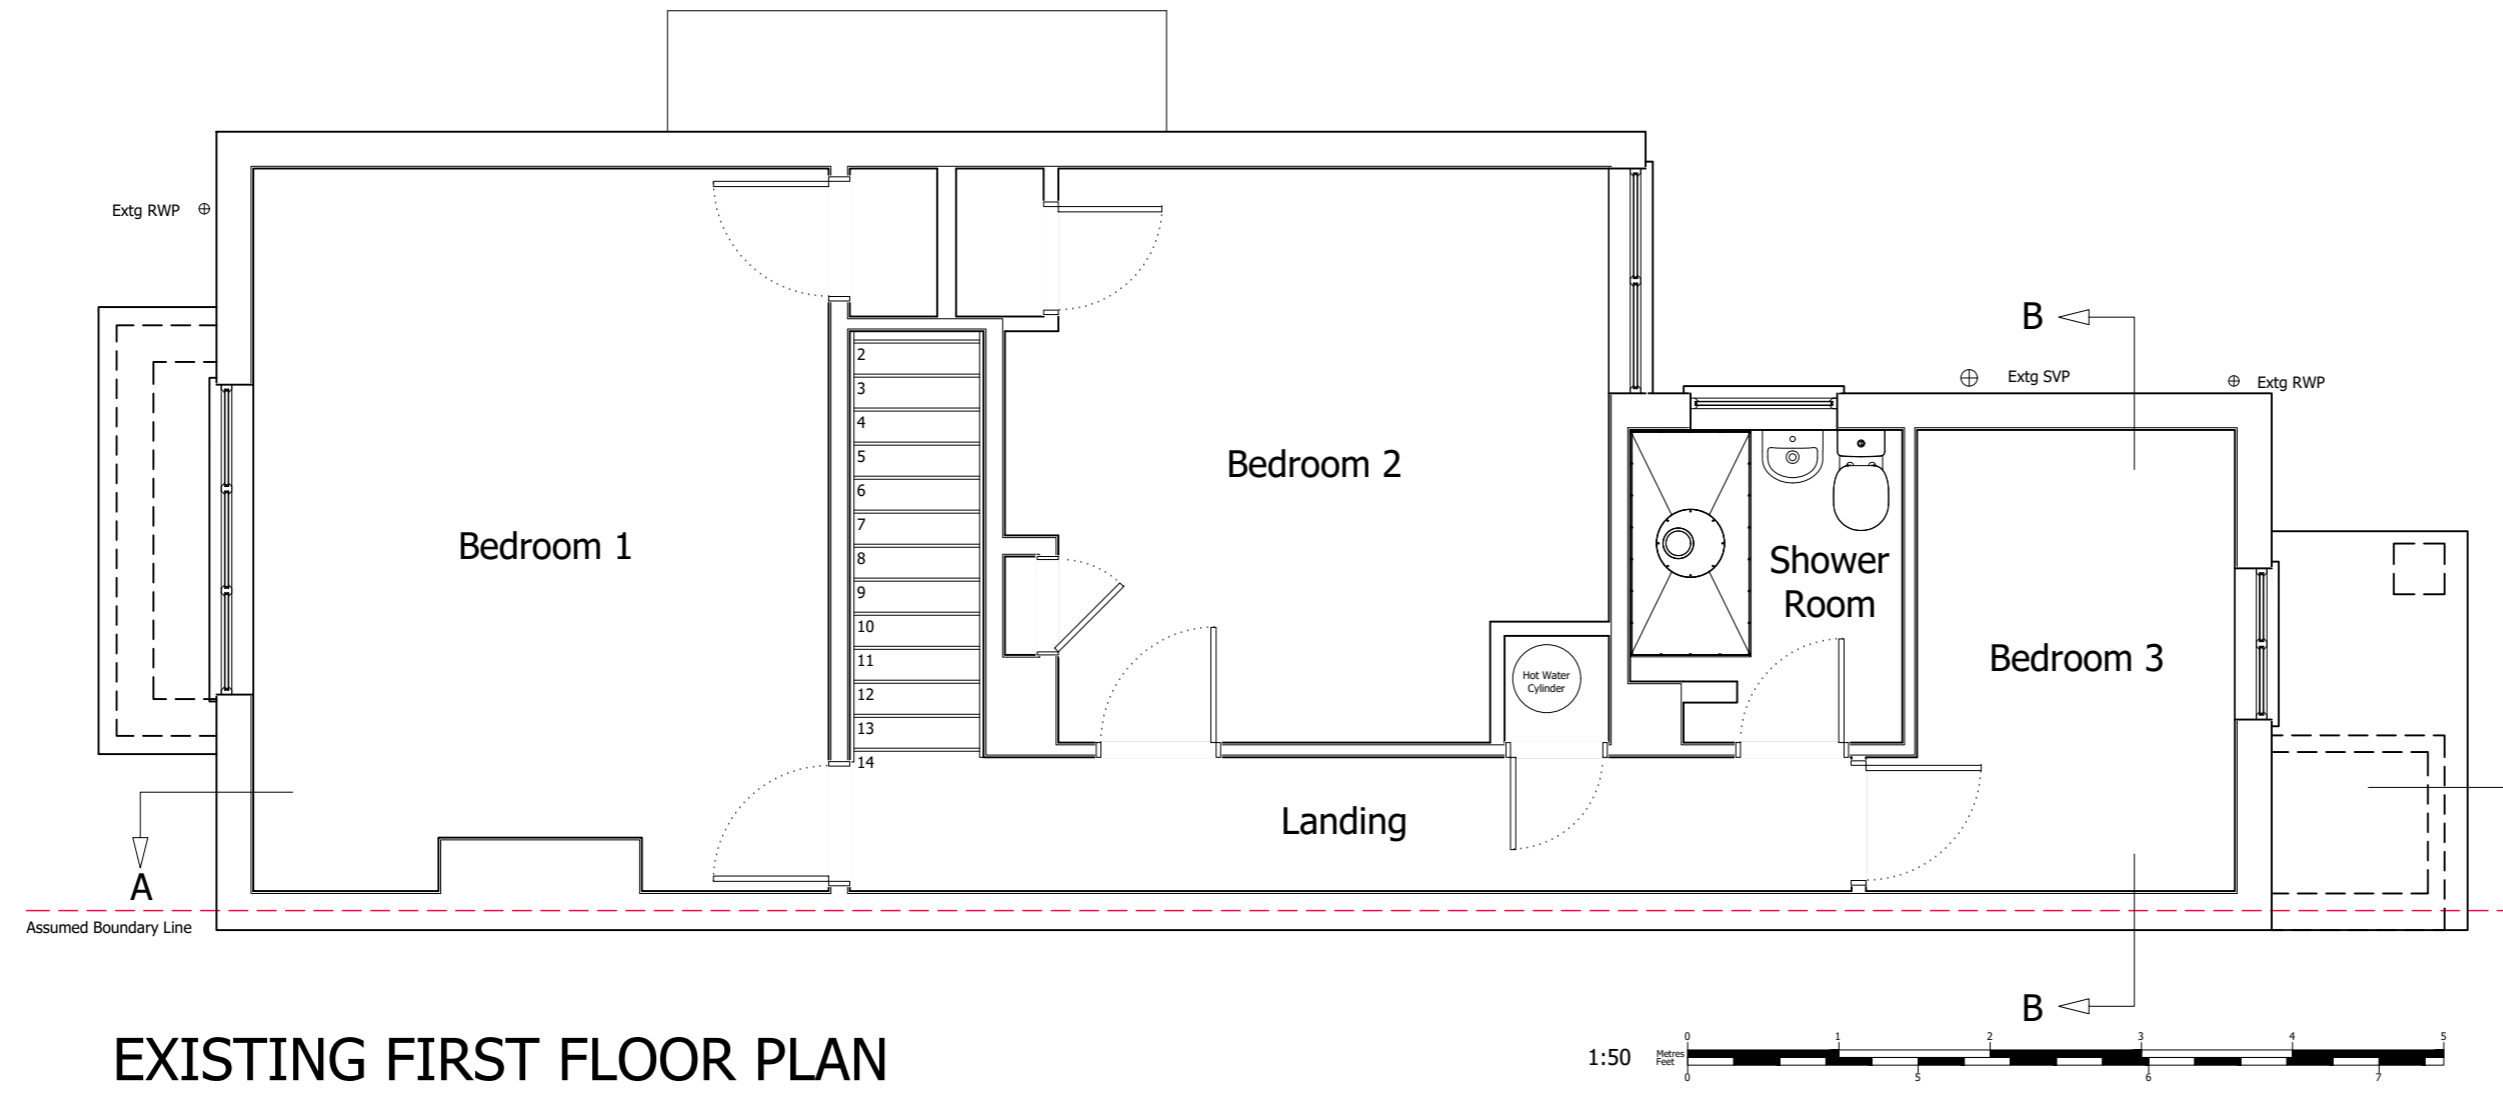 Extg RWP
B
Extg SVP
Extg RWP
2
3
4
5
6
7
8
9
10
11
12
13
14
Bedroom 1
Bedroom 2
Shower
Room
Bedroom 3
Hot Water
Cylinder
Landing
A
Assumed Boundary Line
B
EXISTING FIRST FLOOR PLAN
1:50
0 1 2 3 4 5
Metres
Feet
0 5 6 7